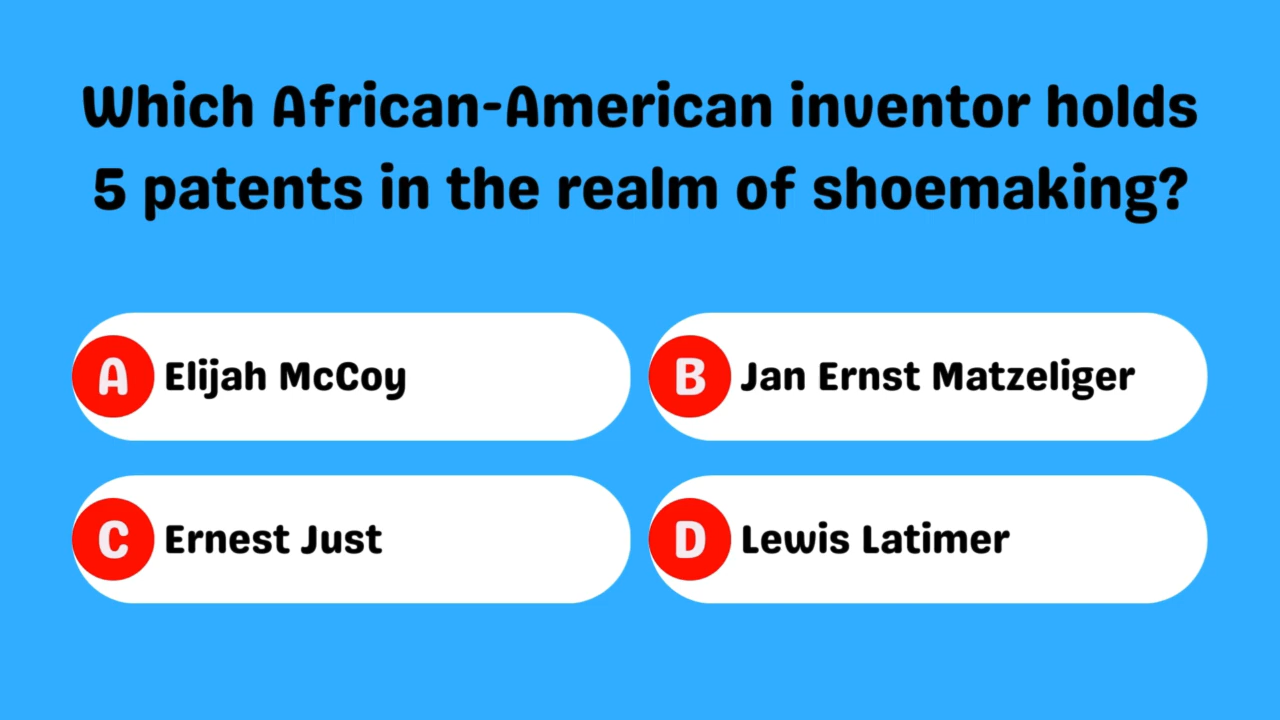 Which African-American inventor holds
5 patents in the realm of shoemaking?
A Elijah McCoy
B Jan Ernst Matzeliger
C Ernest Just
D Lewis Latimer